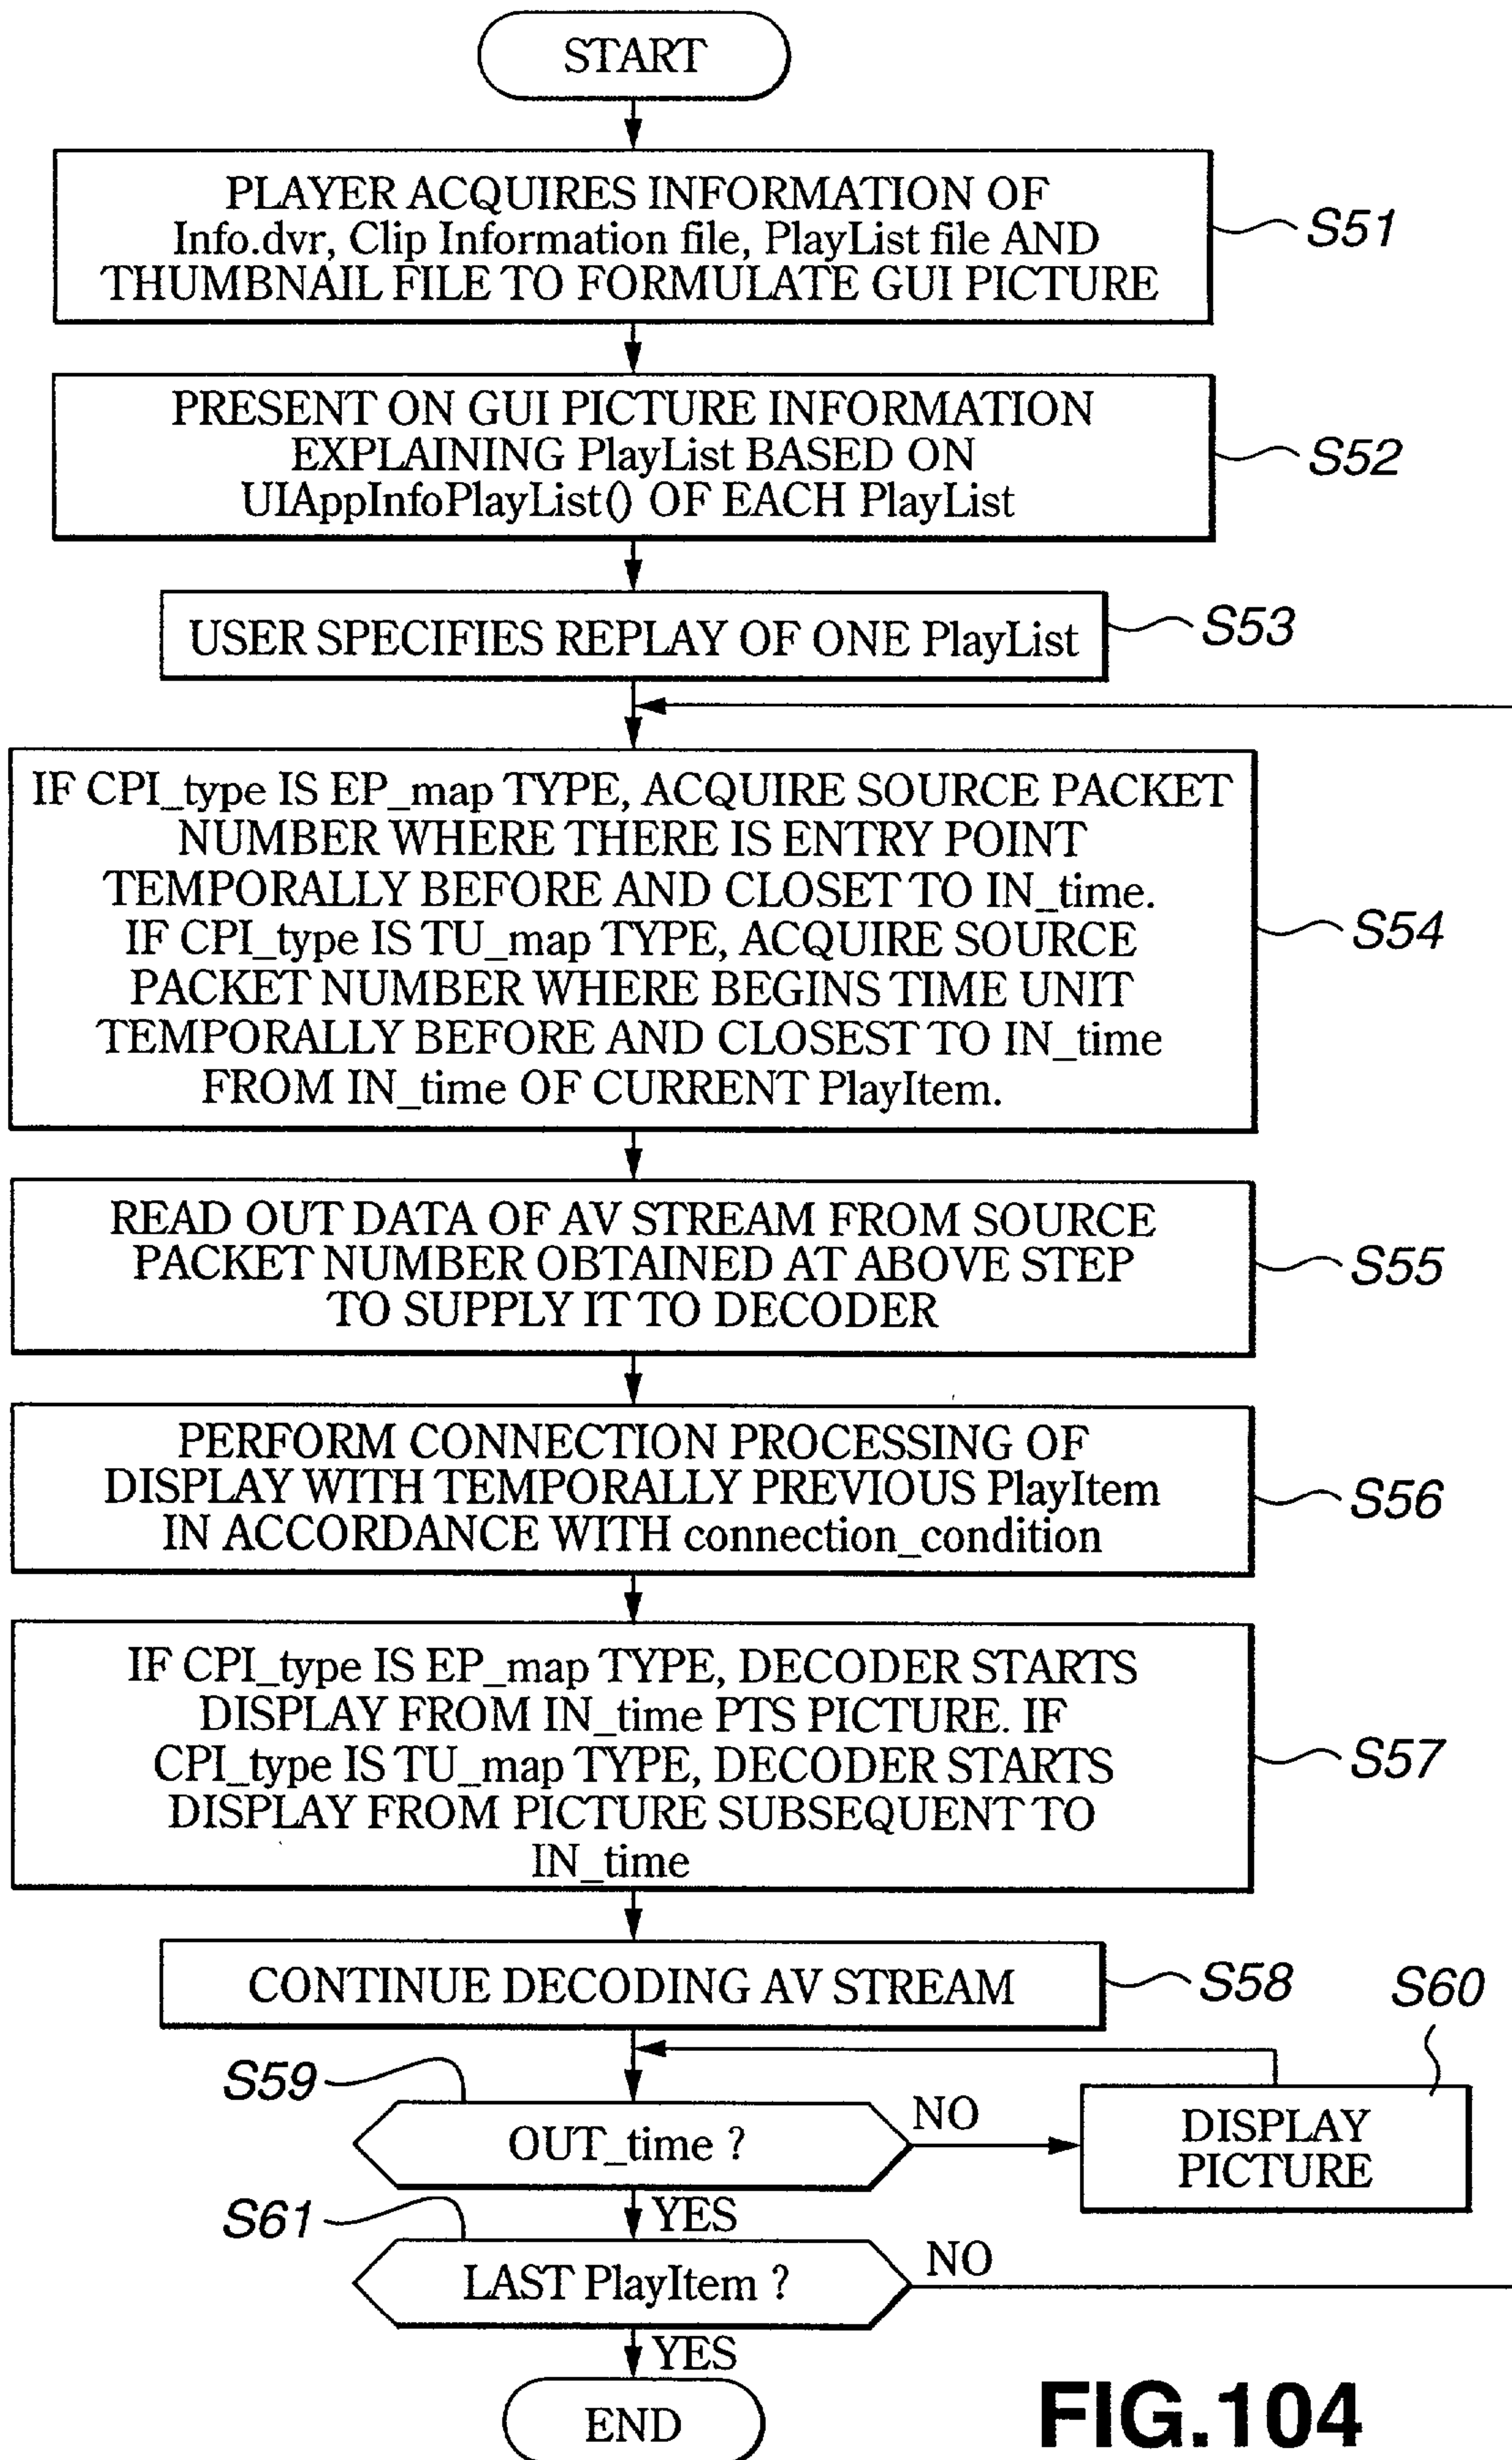 START
PLAYER ACQUIRES INFORMATION OF
Info.dvr, Clip Information file, PlayList file AND
THUMBNAIL FILE TO FORMULATE GUI PICTURE
S51
PRESENT ON GUI PICTURE INFORMATION
EXPLAINING PlayList BASED ON
UIAppInfoPlayList() OF EACH PlayList
S52
USER SPECIFIES REPLAY OF ONE PlayList
S53
IF CPI_type IS EP_map TYPE, ACQUIRE SOURCE PACKET
NUMBER WHERE THERE IS ENTRY POINT
TEMPORALLY BEFORE AND CLOSET TO IN_time.
IF CPI_type IS TU_map TYPE, ACQUIRE SOURCE
PACKET NUMBER WHERE BEGINS TIME UNIT
TEMPORALLY BEFORE AND CLOSEST TO IN_time
FROM IN_time OF CURRENT PlayItem.
S54
READ OUT DATA OF AV STREAM FROM SOURCE
PACKET NUMBER OBTAINED AT ABOVE STEP
TO SUPPLY IT TO DECODER
S55
PERFORM CONNECTION PROCESSING OF
DISPLAY WITH TEMPORALLY PREVIOUS PlayItem
IN ACCORDANCE WITH connection_condition
S56
IF CPI_type IS EP_map TYPE, DECODER STARTS
DISPLAY FROM IN_time PTS PICTURE. IF
CPI_type IS TU_map TYPE, DECODER STARTS
DISPLAY FROM PICTURE SUBSEQUENT TO
IN_time
S57
CONTINUE DECODING AV STREAM
S58
S60
S59
OUT_time ?
NO
DISPLAY
PICTURE
YES
S61
LAST PlayItem ?
NO
YES
END
FIG.104